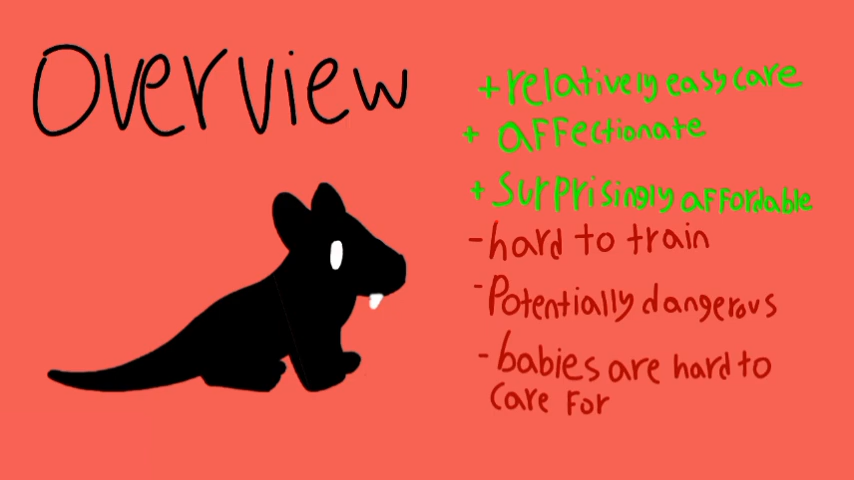 Overview
+ relatively easy care
+ affectionate
+ surprisingly affordable
- hard to train
- Potentially dangerous
- babies are hard to
care for